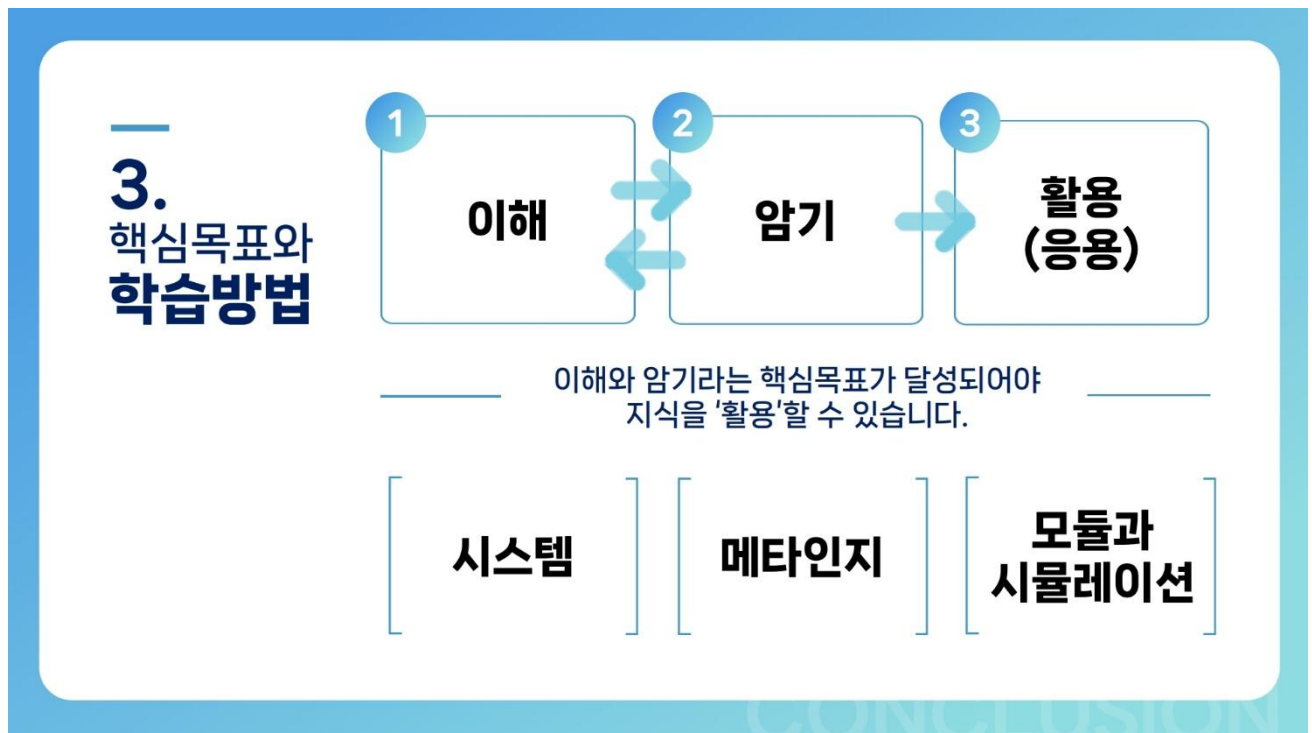 3.
핵심목표와
학습방법
1
이해
2
암기
3
활용
(응용)
이해와 암기라는 핵심목표가 달성되어야
지식을 '활용'할 수 있습니다.
시스템
메타인지
모듈과
시뮬레이션
CONCLUSION